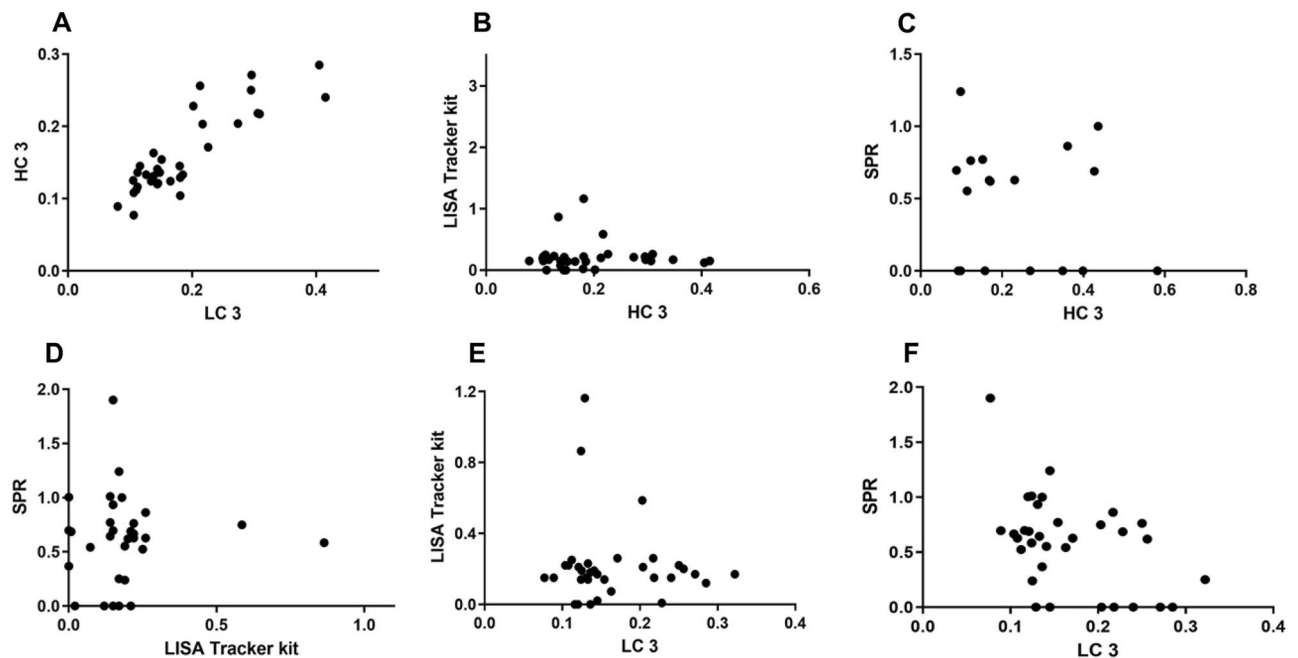 A
0.3
0.2
0.1
0.0
HC 3
0.0 0.2 0.4
LC 3
B
3
2
1
0
LISA Tracker kit
0.0 0.2 0.4 0.6
HC 3
C
1.5
1.0
0.5
0.0
SPR
0.0 0.2 0.4 0.6 0.8
HC 3
D
2.0
1.5
1.0
0.5
0.0
SPR
0.0 0.5 1.0
LISA Tracker kit
E
1.2
0.8
0.4
0.0
LISA Tracker kit
0.0 0.1 0.2 0.3 0.4
LC 3
F
2.0
1.5
1.0
0.5
0.0
SPR
0.0 0.1 0.2 0.3 0.4
LC 3